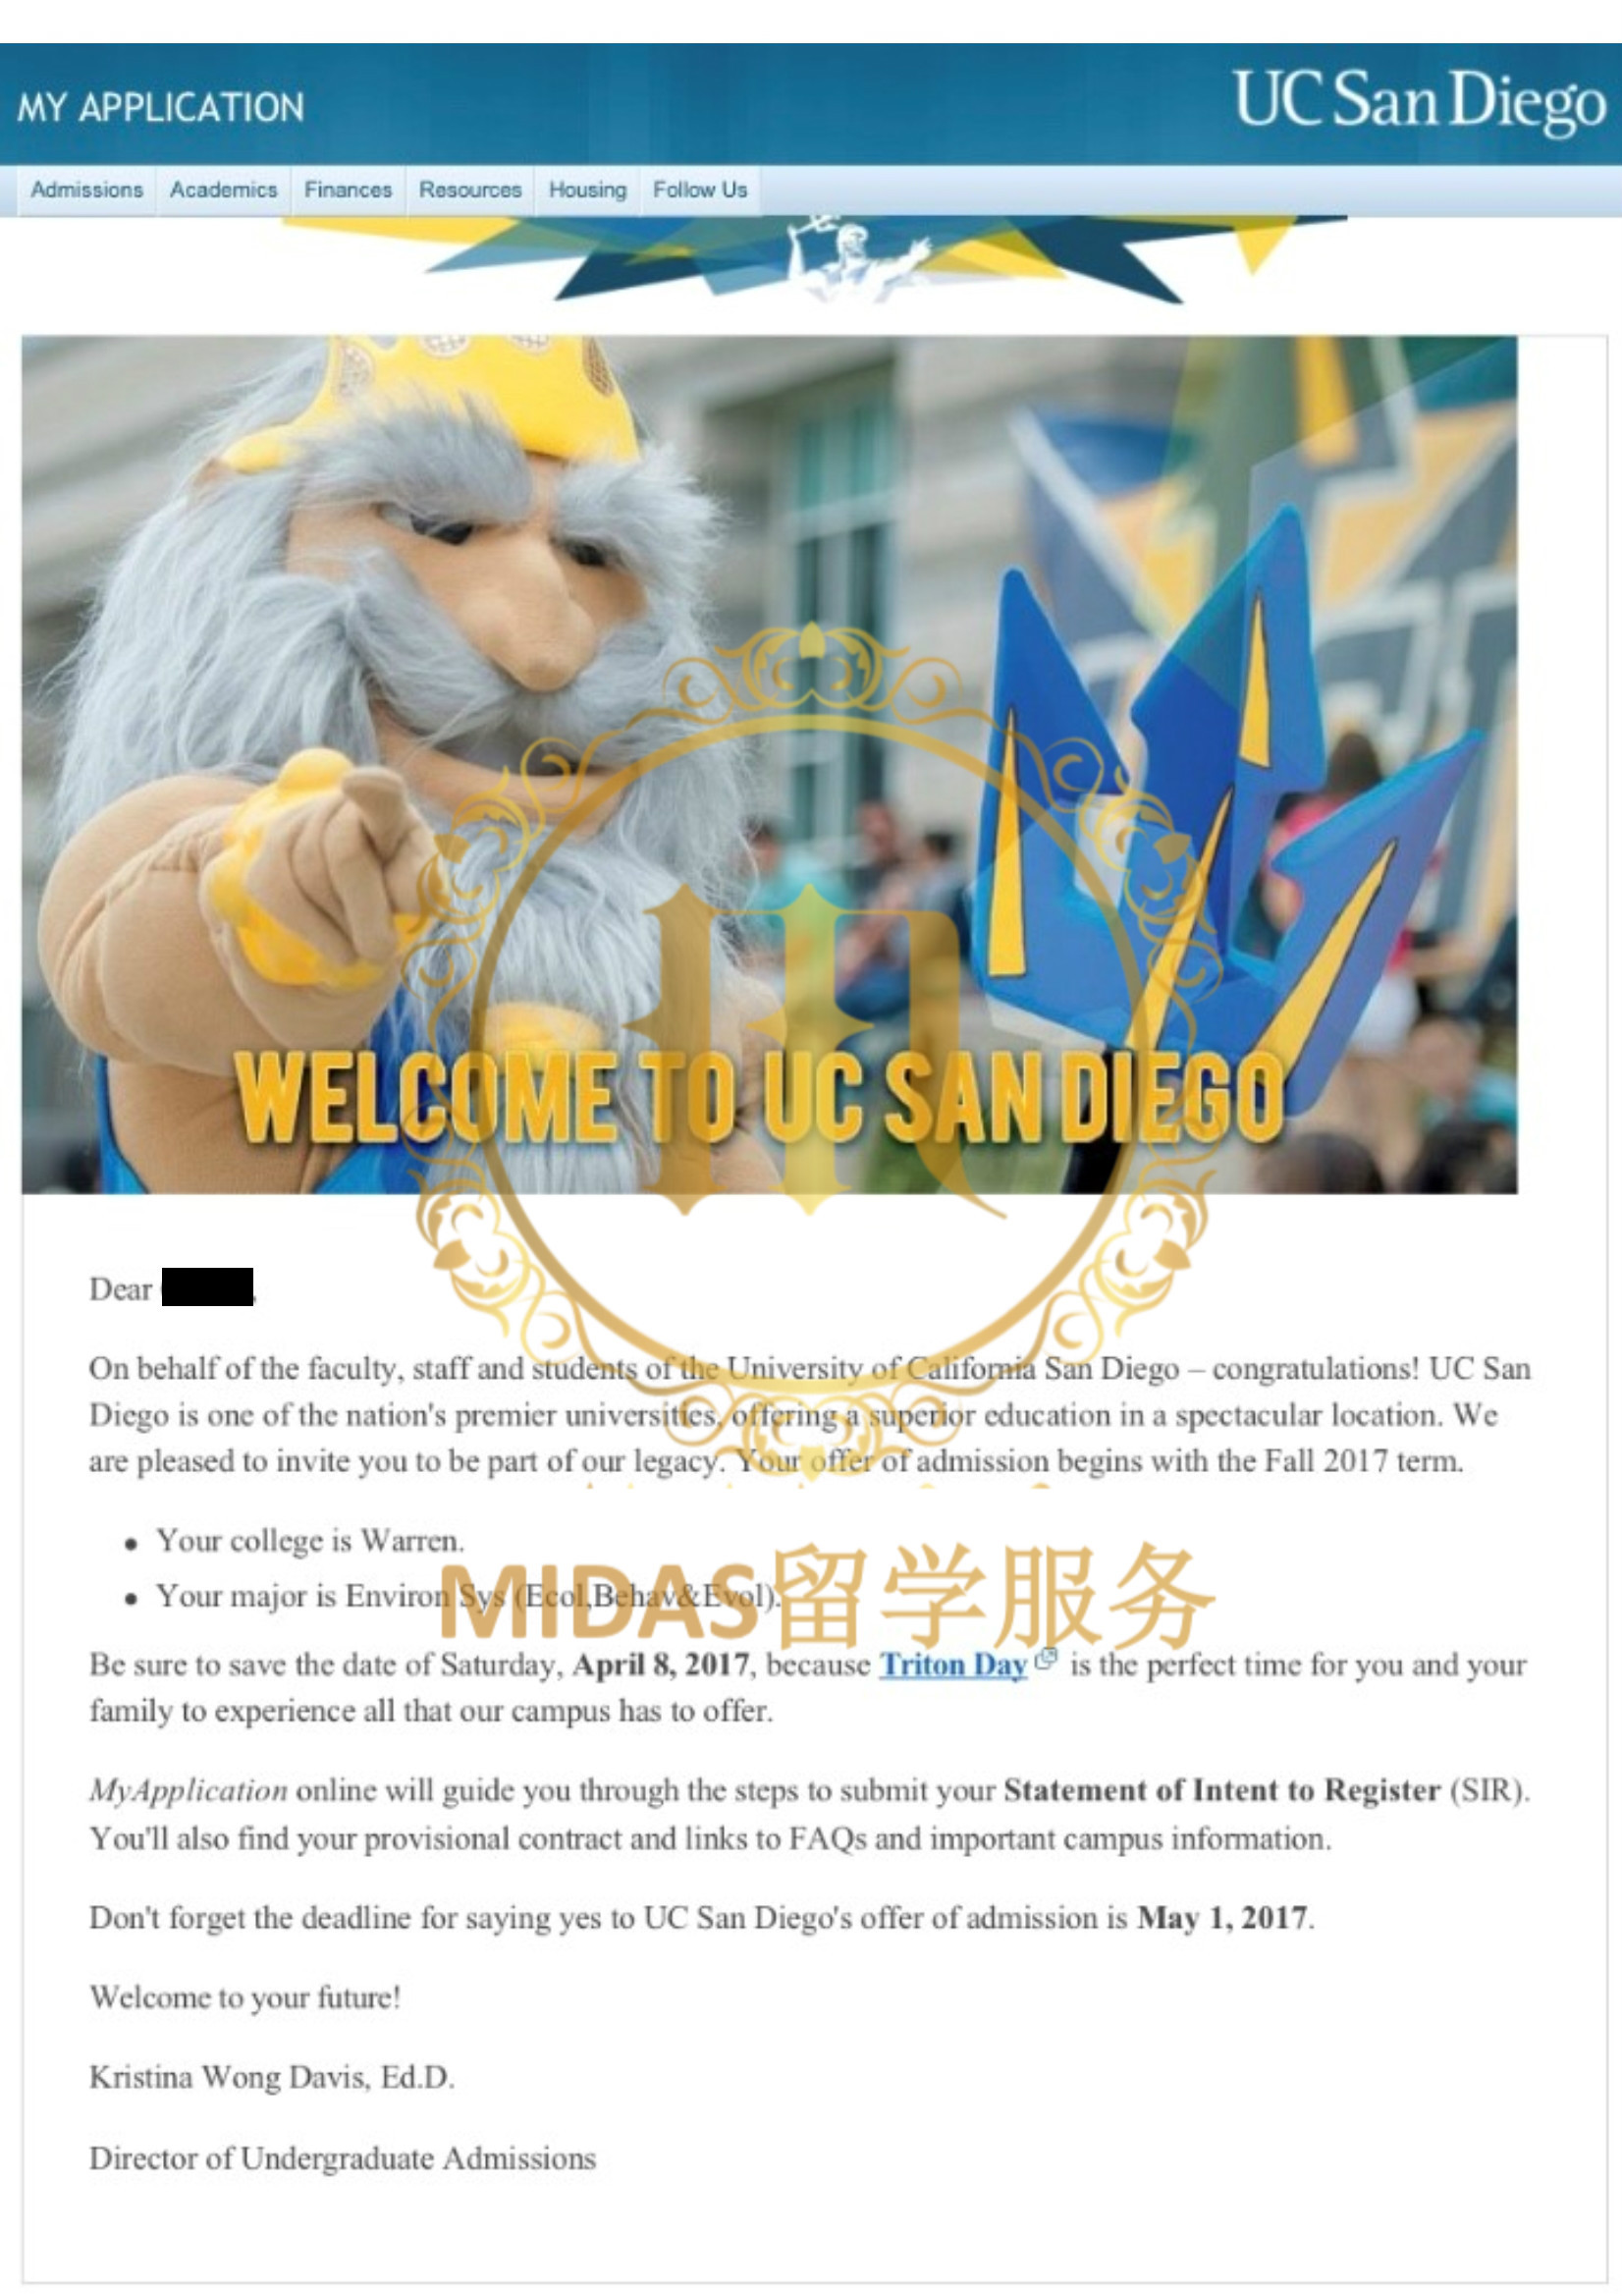 MY APPLICATION
UC San Diego
Admissions Academics Finances Resources Housing Follow Us
WELCOME TO UC SAN DIEGO
Dear
On behalf of the faculty, staff and students of the University of California San Diego – congratulations! UC San
Diego is one of the nation's premier universities, offering a superior education in a spectacular location. We
are pleased to invite you to be part of our legacy. Your offer of admission begins with the Fall 2017 term.
• Your college is Warren.
• Your major is Environ Sys (Ecol,Behav&Evol).
MIDAS留学服务
Be sure to save the date of Saturday, April 8, 2017, because Triton Day is the perfect time for you and your
family to experience all that our campus has to offer.
MyApplication online will guide you through the steps to submit your Statement of Intent to Register (SIR).
You'll also find your provisional contract and links to FAQs and important campus information.
Don't forget the deadline for saying yes to UC San Diego's offer of admission is May 1, 2017.
Welcome to your future!
Kristina Wong Davis, Ed.D.
Director of Undergraduate Admissions